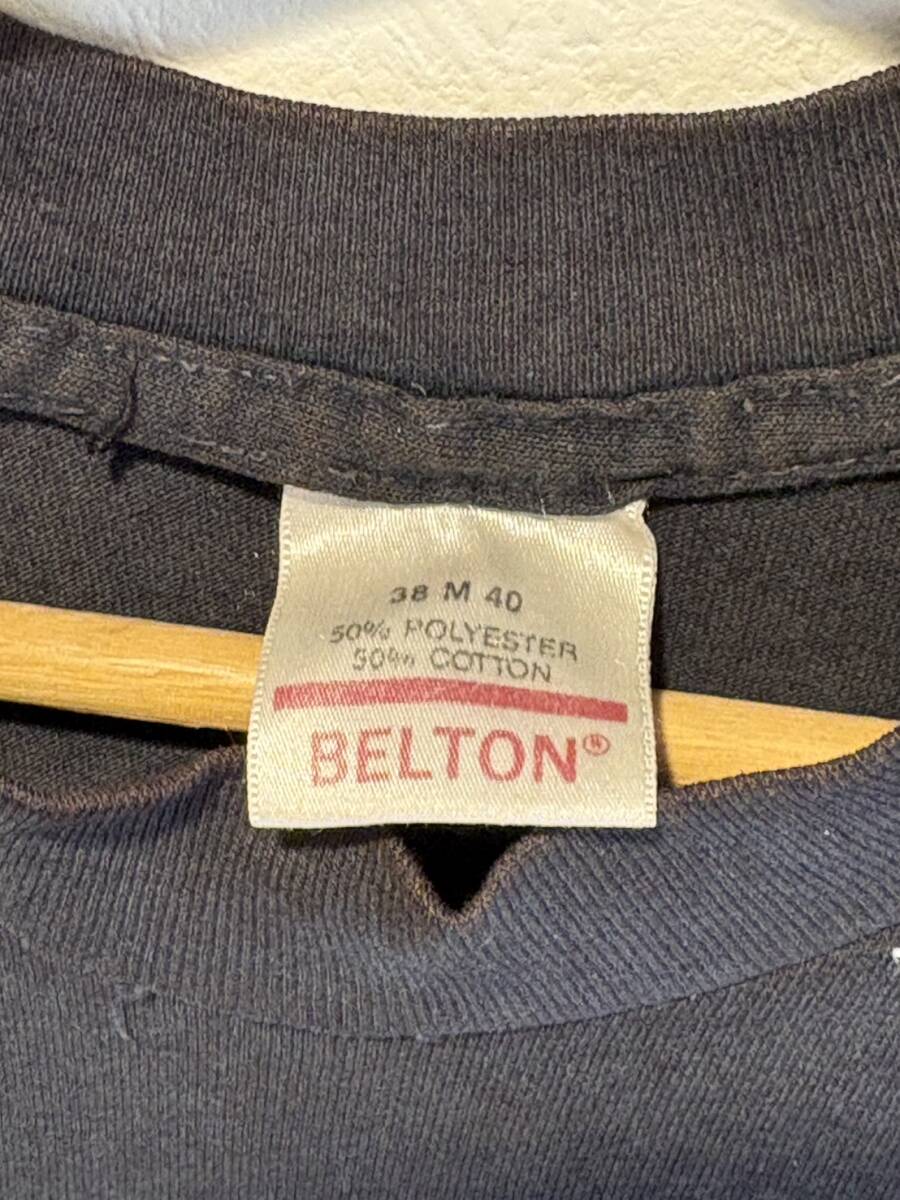 38 M 40
50% POLYESTER
50% COTTON
BELTON®